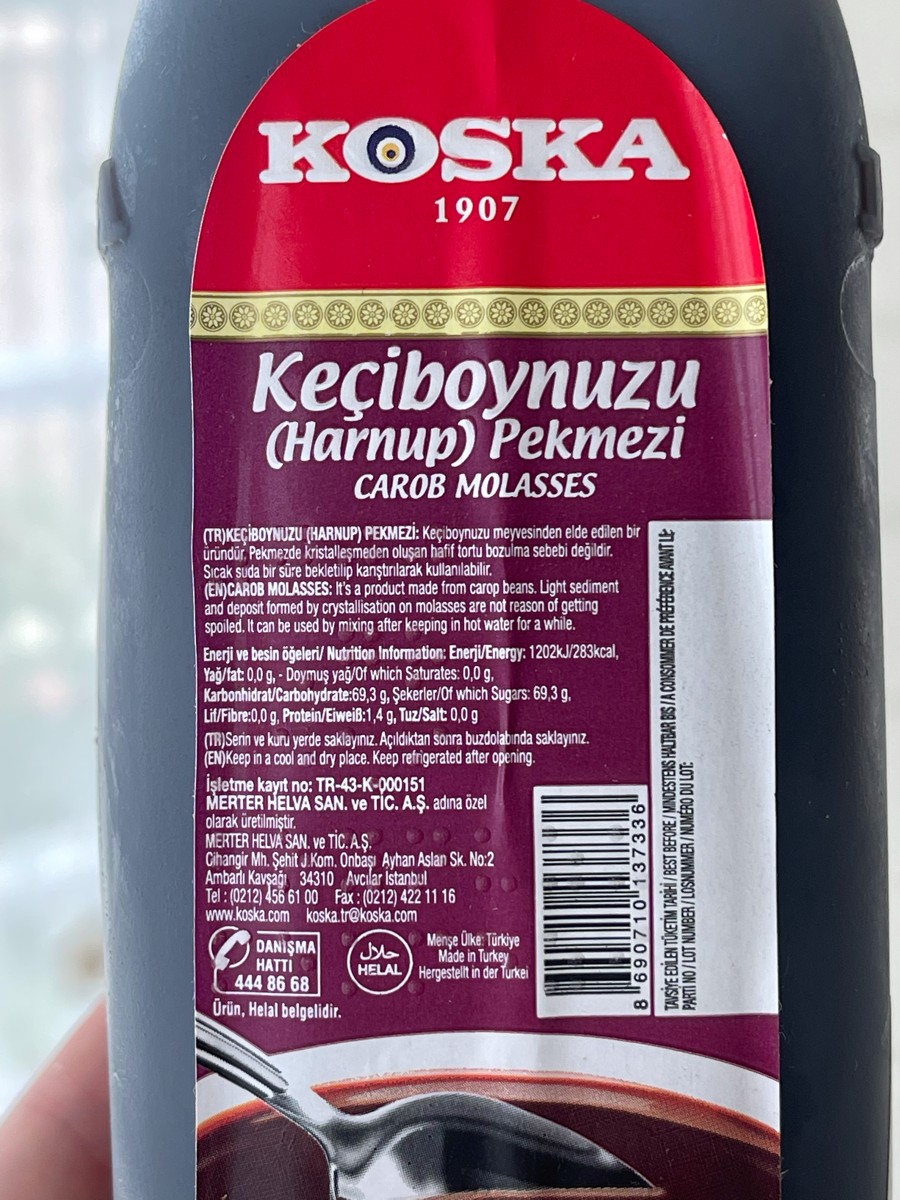 KOSKA
1907
Keçiboynuzu
(Harnup) Pekmezi
CAROB MOLASSES
(TR)KEÇİBOYNUZU (HARNUP) PEKMEZİ: Keçiboynuzu meyvesinden elde edilen bir
üründür. Pekmezde kristalleşmeden oluşan hafif tortu bozulma sebebi değildir.
Sıcak suda bir süre bekletilip karıştırılarak kullanılabilir.
(EN)CAROB MOLASSES: It's a product made from carop beans. Light sediment
and deposit formed by crystallisation on molasses are not reason of getting
spoiled. It can be used by mixing after keeping in hot water for a while.
Enerji ve besin öğeleri/ Nutrition Information: Enerji/Energy: 1202kJ/283kcal,
Yağ/fat: 0,0 g, - Doymuş yağ/Of which Saturates: 0,0 g,
Karbonhidrat/Carbohydrate:69,3 g, Şekerler/Of which Sugars: 69,3 g,
Lif/Fibre:0,0 g, Protein/Eiweiß:1,4 g, Tuz/Salt: 0,0 g
(TR)Serin ve kuru yerde saklayınız. Açıldıktan sonra buzdolabında saklayınız.
(EN)Keep in a cool and dry place. Keep refrigerated after opening.
İşletme kayıt no: TR-43-K-000151
MERTER HELVA SAN. ve TİC. A.Ş. adına özel
olarak üretilmiştir.
MERTER HELVA SAN. ve TİC. A.Ş.
Cihangir Mh. Şehit J.Kom. Onbaşı Ayhan Aslan Sk. No:2
Ambarlı Kavşağı 34310 Avcılar İstanbul
Tel : (0212) 456 61 00 Fax : (0212) 422 11 16
www.koska.com koska.tr@koska.com
DANIŞMA
HATTI
444 86 68
حلال
HELAL
Menşe Ülke: Türkiye
Made in Turkey
Hergestellt in der Türkei
Ürün, Helal belgelidir.
8 690710 137336
TAVSİYE EDİLEN TÜKETİM TARİHİ / BEST BEFORE / MINDESTENS HALTBAR BIS / A CONSOMMER DE PRÉFÉRENCE AVANT LE:
PARTİ NO / LOT NUMBER / LOSNUMMER / NUMÉRO DU LOT: